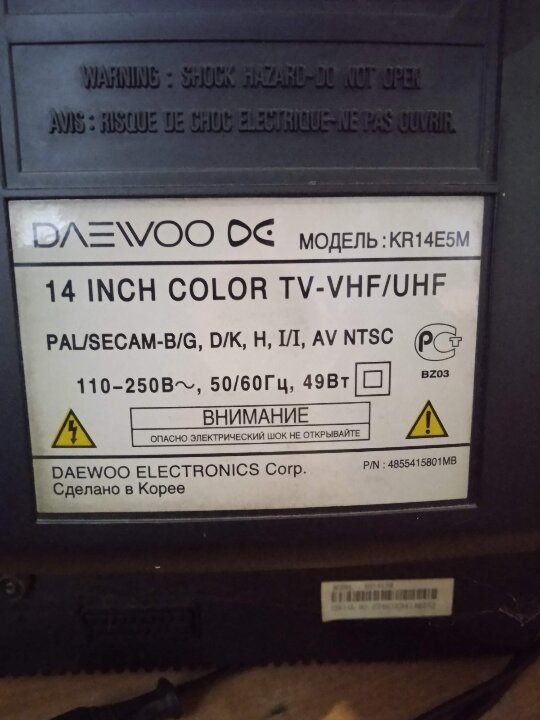 WARNING : SHOCK HAZARD-DO NOT OPEN
AVIS : RISQUE DE CHOC ELECTRIQUE-NE PAS OUVRIR.
DAEWOO DE МОДЕЛЬ : KR14E5M
14 INCH COLOR TV-VHF/UHF
PAL/SECAM-B/G, D/K, H, I/I, AV NTSC
РСТ
BZ03
110-250В~, 50/60Гц, 49Вт
ВНИМАНИЕ
ОПАСНО ЭЛЕКТРИЧЕСКИЙ ШОК НЕ ОТКРЫВАЙТЕ
DAEWOO ELECTRONICS Corp. P/N : 4855415801MB
Сделано в Корее